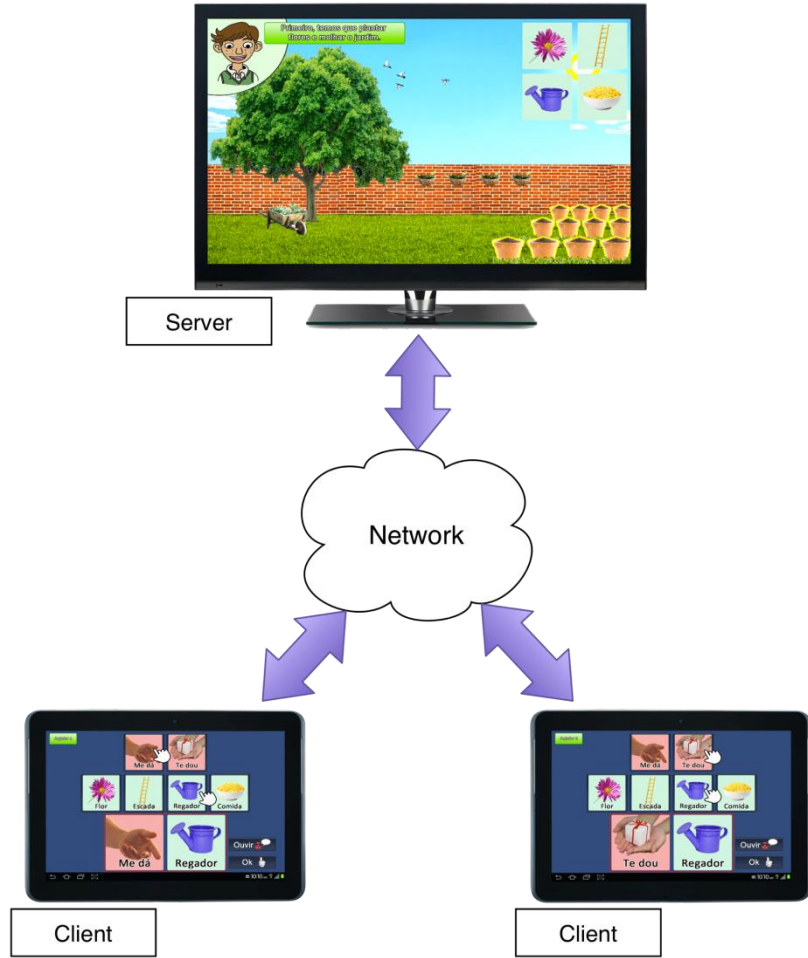 Primeiro, temos que plantar
flores e molhar o jardim.
Server
Network
Me dá Te dou
Flor Escada Regador Comida
Me dá Regador
Ouvir
Ok
Client
Me dá Te dou
Flor Escada Regador Comida
Te dou Regador
Ouvir
Ok
Client